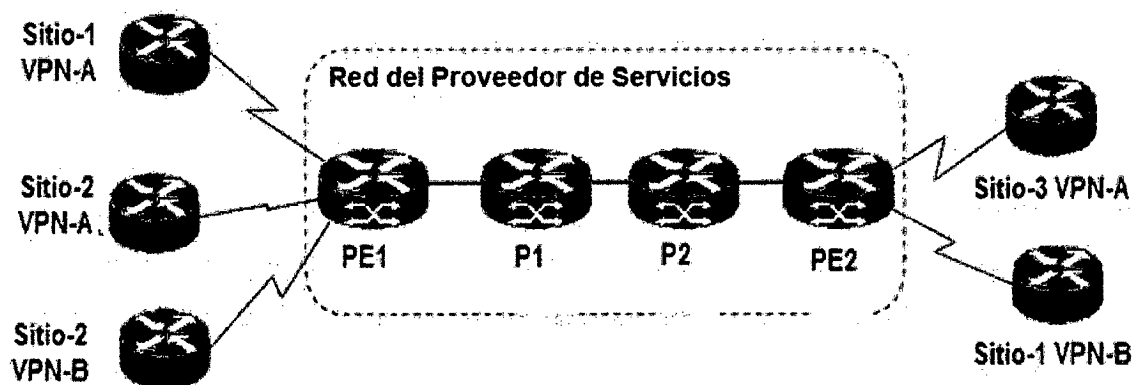 Sitio-1
VPN-A
Red del Proveedor de Servicios
Sitio-2
VPN-A
Sitio-3 VPN-A
PE1
P1
P2
PE2
Sitio-2
VPN-B
Sitio-1 VPN-B